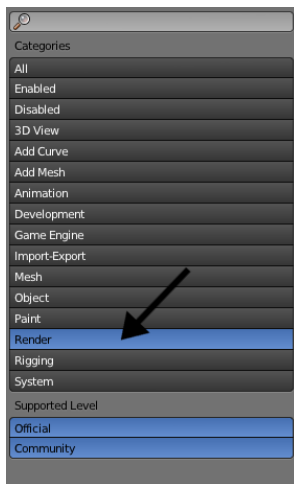 Categories
All
Enabled
Disabled
3D View
Add Curve
Add Mesh
Animation
Development
Game Engine
Import-Export
Mesh
Object
Paint
Render
Rigging
System
Supported Level
Official
Community